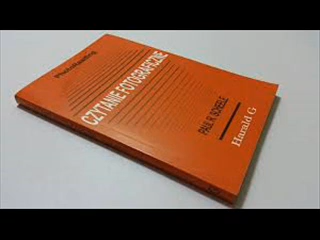 PhotoReading
CZYTANIE FOTOGRAFICZNE
PAUL R. SCHEELE
Harald G